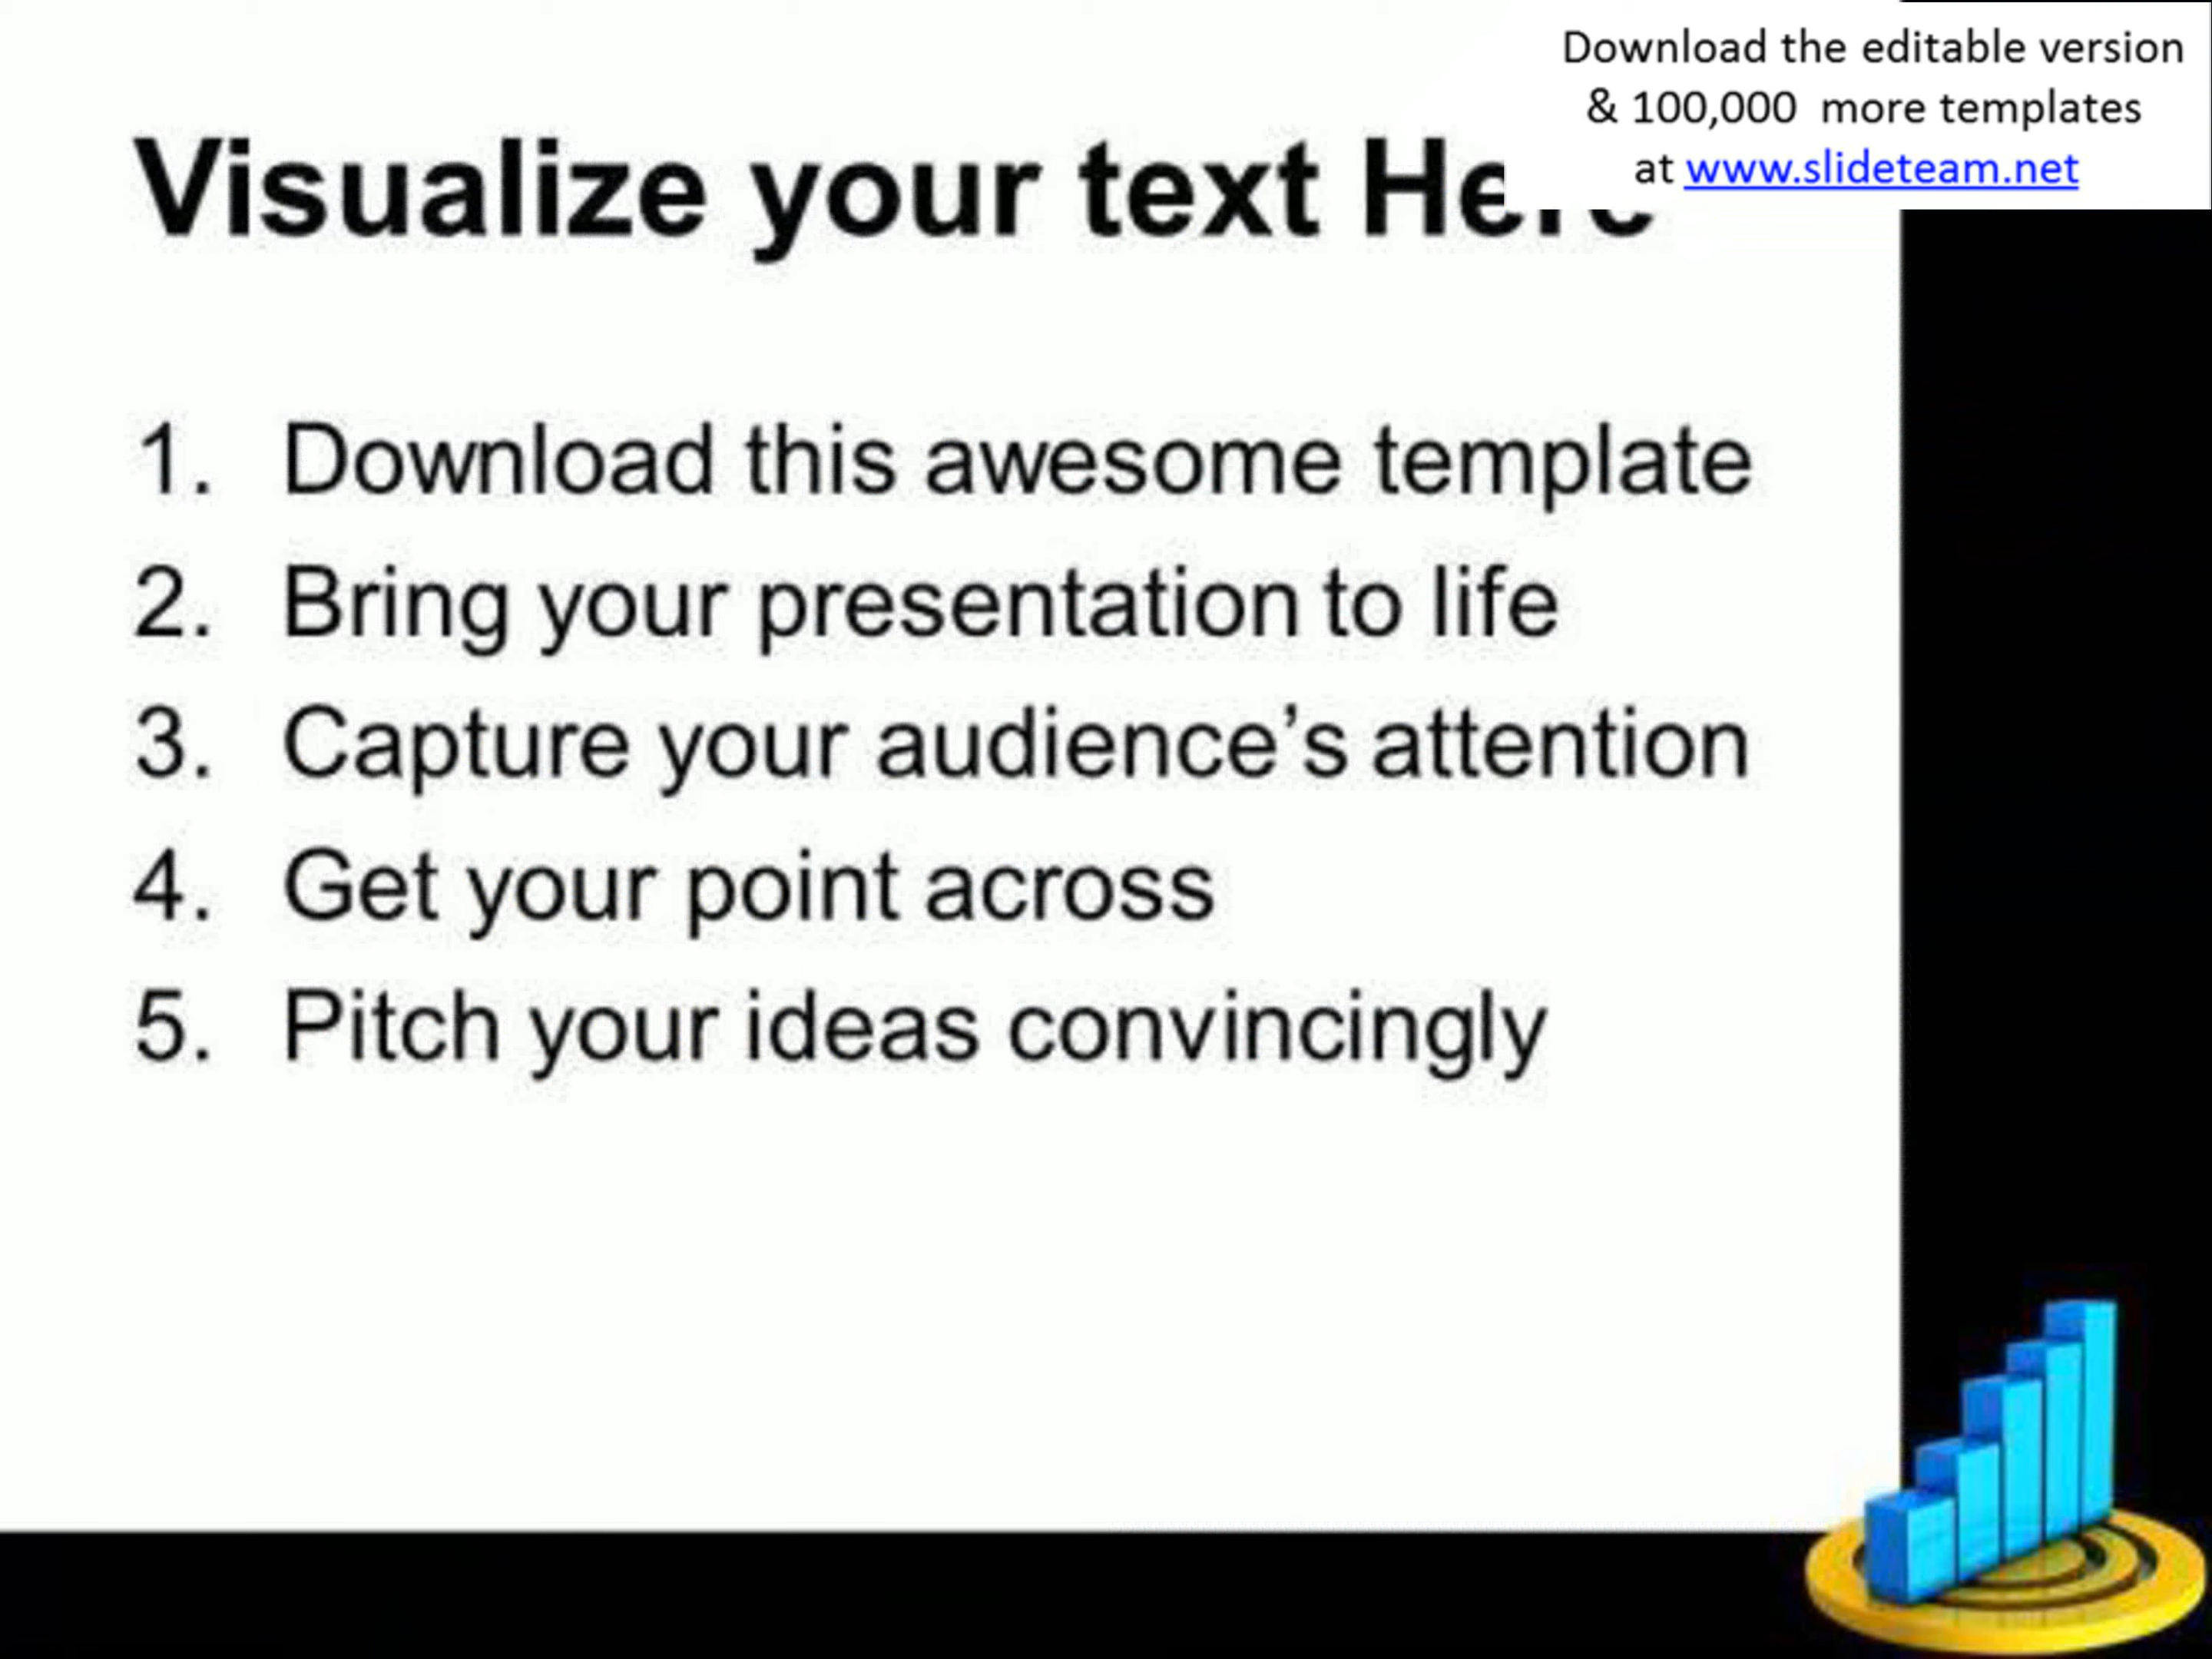 Download the editable version
& 100,000 more templates
at www.slideteam.net
Visualize your text Here
1. Download this awesome template
2. Bring your presentation to life
3. Capture your audience’s attention
4. Get your point across
5. Pitch your ideas convincingly